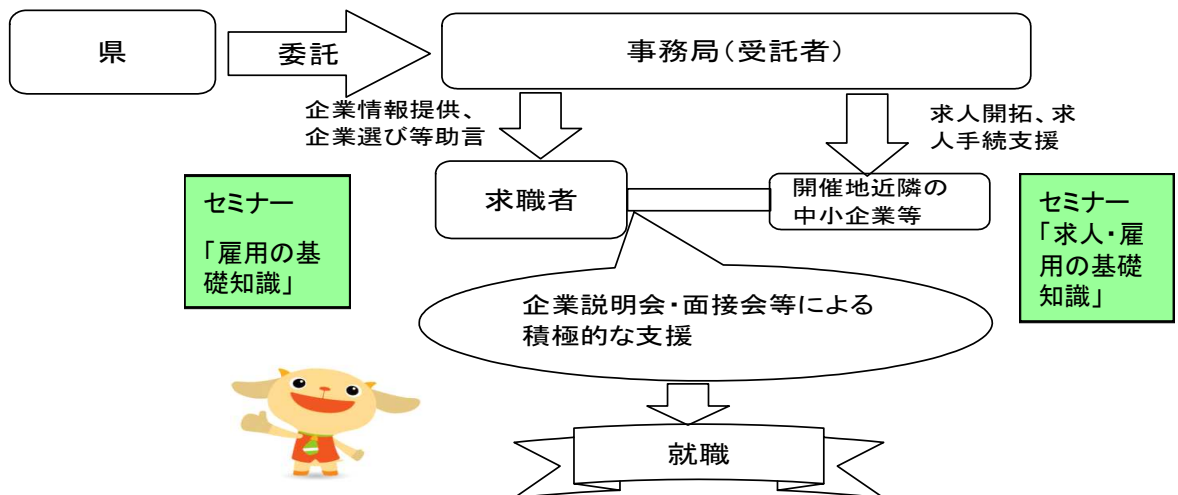 県
委託
事務局(受託者)
企業情報提供、
企業選び等助言
求人開拓、求
人手続支援
セミナー
「雇用の基
礎知識」
求職者
開催地近隣の
中小企業等
セミナー
「求人・雇
用の基礎
知識」
企業説明会・面接会等による
積極的な支援
就職